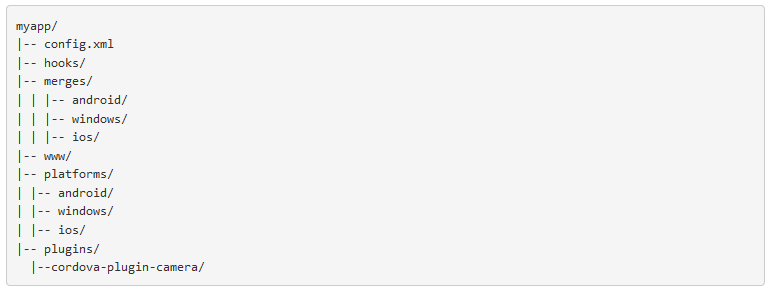 myapp/
|-- config.xml
|-- hooks/
|-- merges/
| | |-- android/
| | |-- windows/
| | |-- ios/
|-- www/
|-- platforms/
| |-- android/
| |-- windows/
| |-- ios/
|-- plugins/
  |--cordova-plugin-camera/